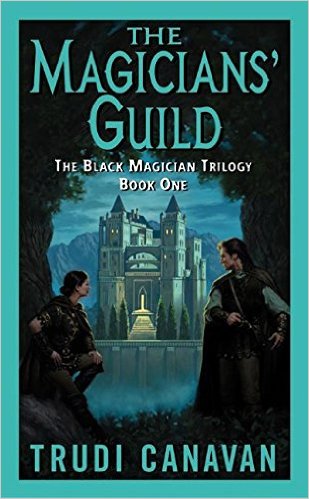 THE
MAGICIANS'
GUILD
THE BLACK MAGICIAN TRILOGY
BOOK ONE
TRUDI CANAVAN